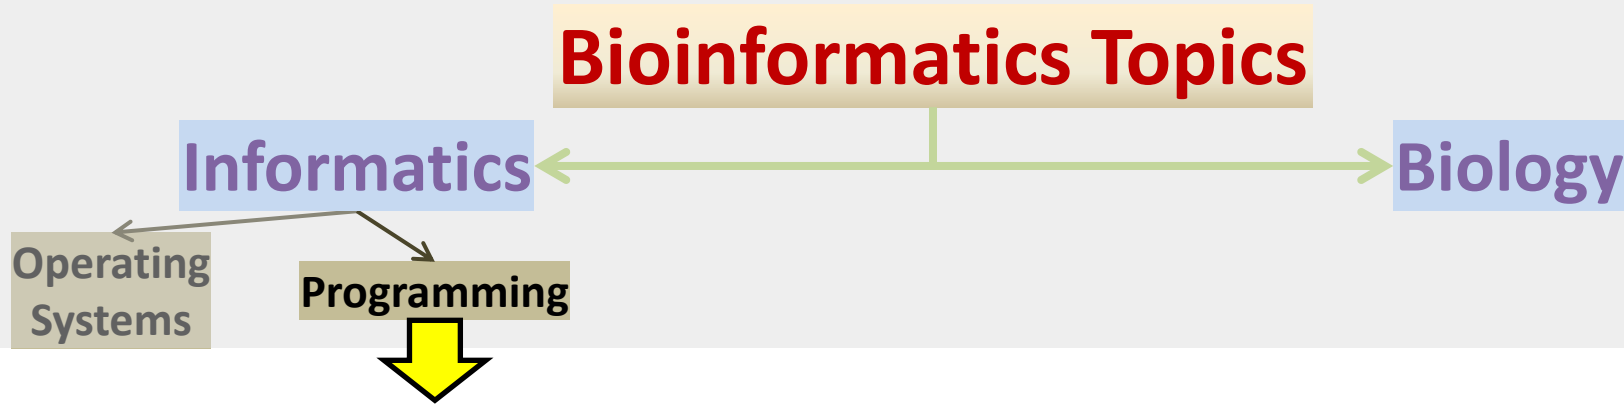 Bioinformatics Topics
Informatics
Biology
Operating
Systems
Programming